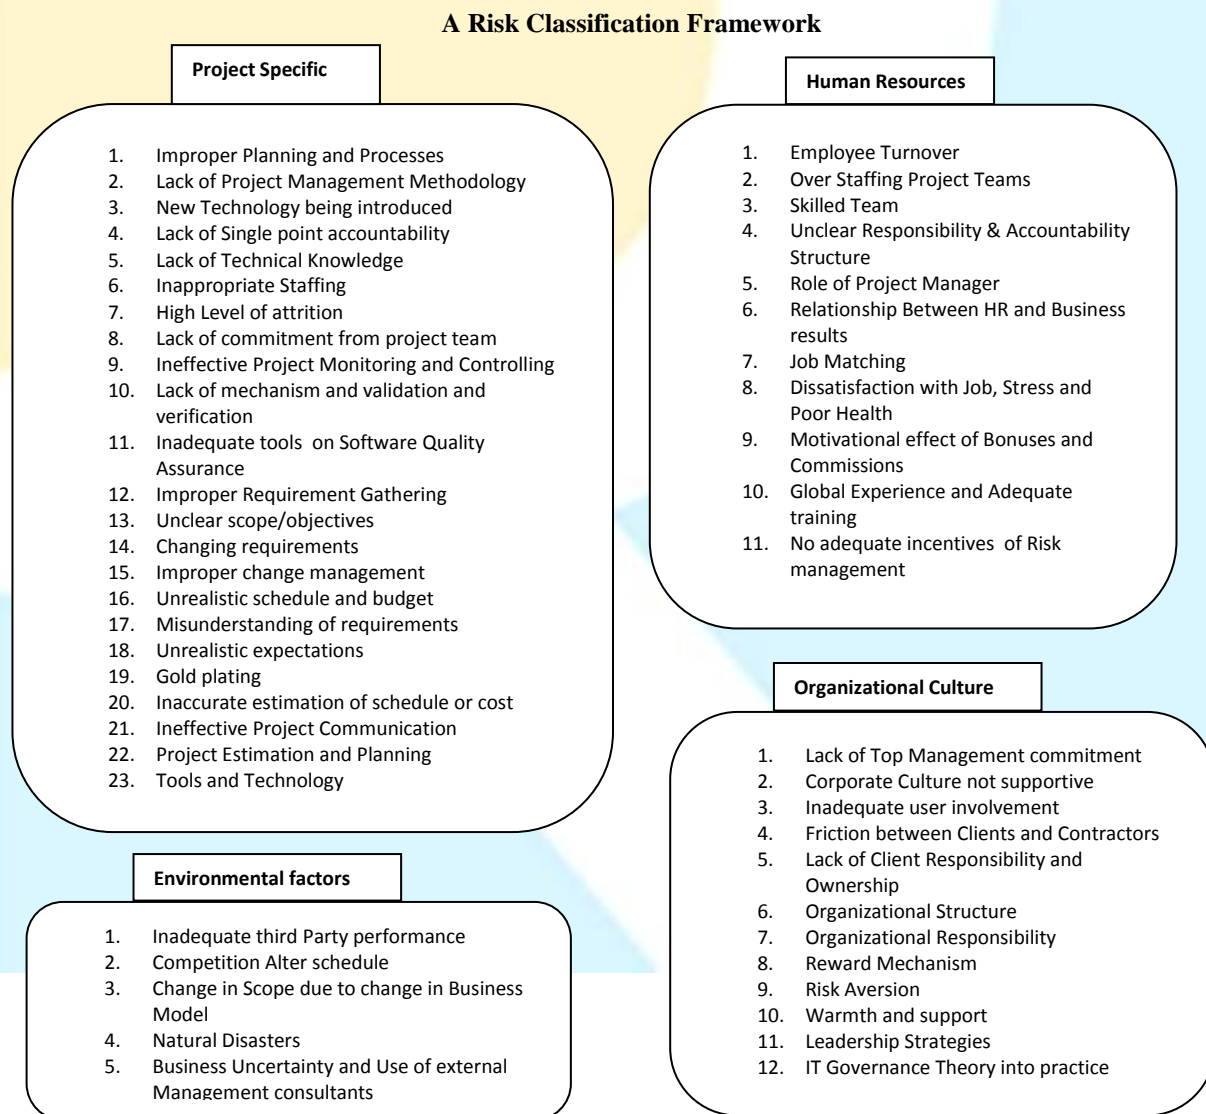 A Risk Classification Framework
Project Specific
1. Improper Planning and Processes
2. Lack of Project Management Methodology
3. New Technology being introduced
4. Lack of Single point accountability
5. Lack of Technical Knowledge
6. Inappropriate Staffing
7. High Level of attrition
8. Lack of commitment from project team
9. Ineffective Project Monitoring and Controlling
10. Lack of mechanism and validation and
verification
11. Inadequate tools on Software Quality
Assurance
12. Improper Requirement Gathering
13. Unclear scope/objectives
14. Changing requirements
15. Improper change management
16. Unrealistic schedule and budget
17. Misunderstanding of requirements
18. Unrealistic expectations
19. Gold plating
20. Inaccurate estimation of schedule or cost
21. Ineffective Project Communication
22. Project Estimation and Planning
23. Tools and Technology
Human Resources
1. Employee Turnover
2. Over Staffing Project Teams
3. Skilled Team
4. Unclear Responsibility & Accountability
Structure
5. Role of Project Manager
6. Relationship Between HR and Business
results
7. Job Matching
8. Dissatisfaction with Job, Stress and
Poor Health
9. Motivational effect of Bonuses and
Commissions
10. Global Experience and Adequate
training
11. No adequate incentives of Risk
management
Environmental factors
1. Inadequate third Party performance
2. Competition Alter schedule
3. Change in Scope due to change in Business
Model
4. Natural Disasters
5. Business Uncertainty and Use of external
Management consultants
Organizational Culture
1. Lack of Top Management commitment
2. Corporate Culture not supportive
3. Inadequate user involvement
4. Friction between Clients and Contractors
5. Lack of Client Responsibility and
Ownership
6. Organizational Structure
7. Organizational Responsibility
8. Reward Mechanism
9. Risk Aversion
10. Warmth and support
11. Leadership Strategies
12. IT Governance Theory into practice